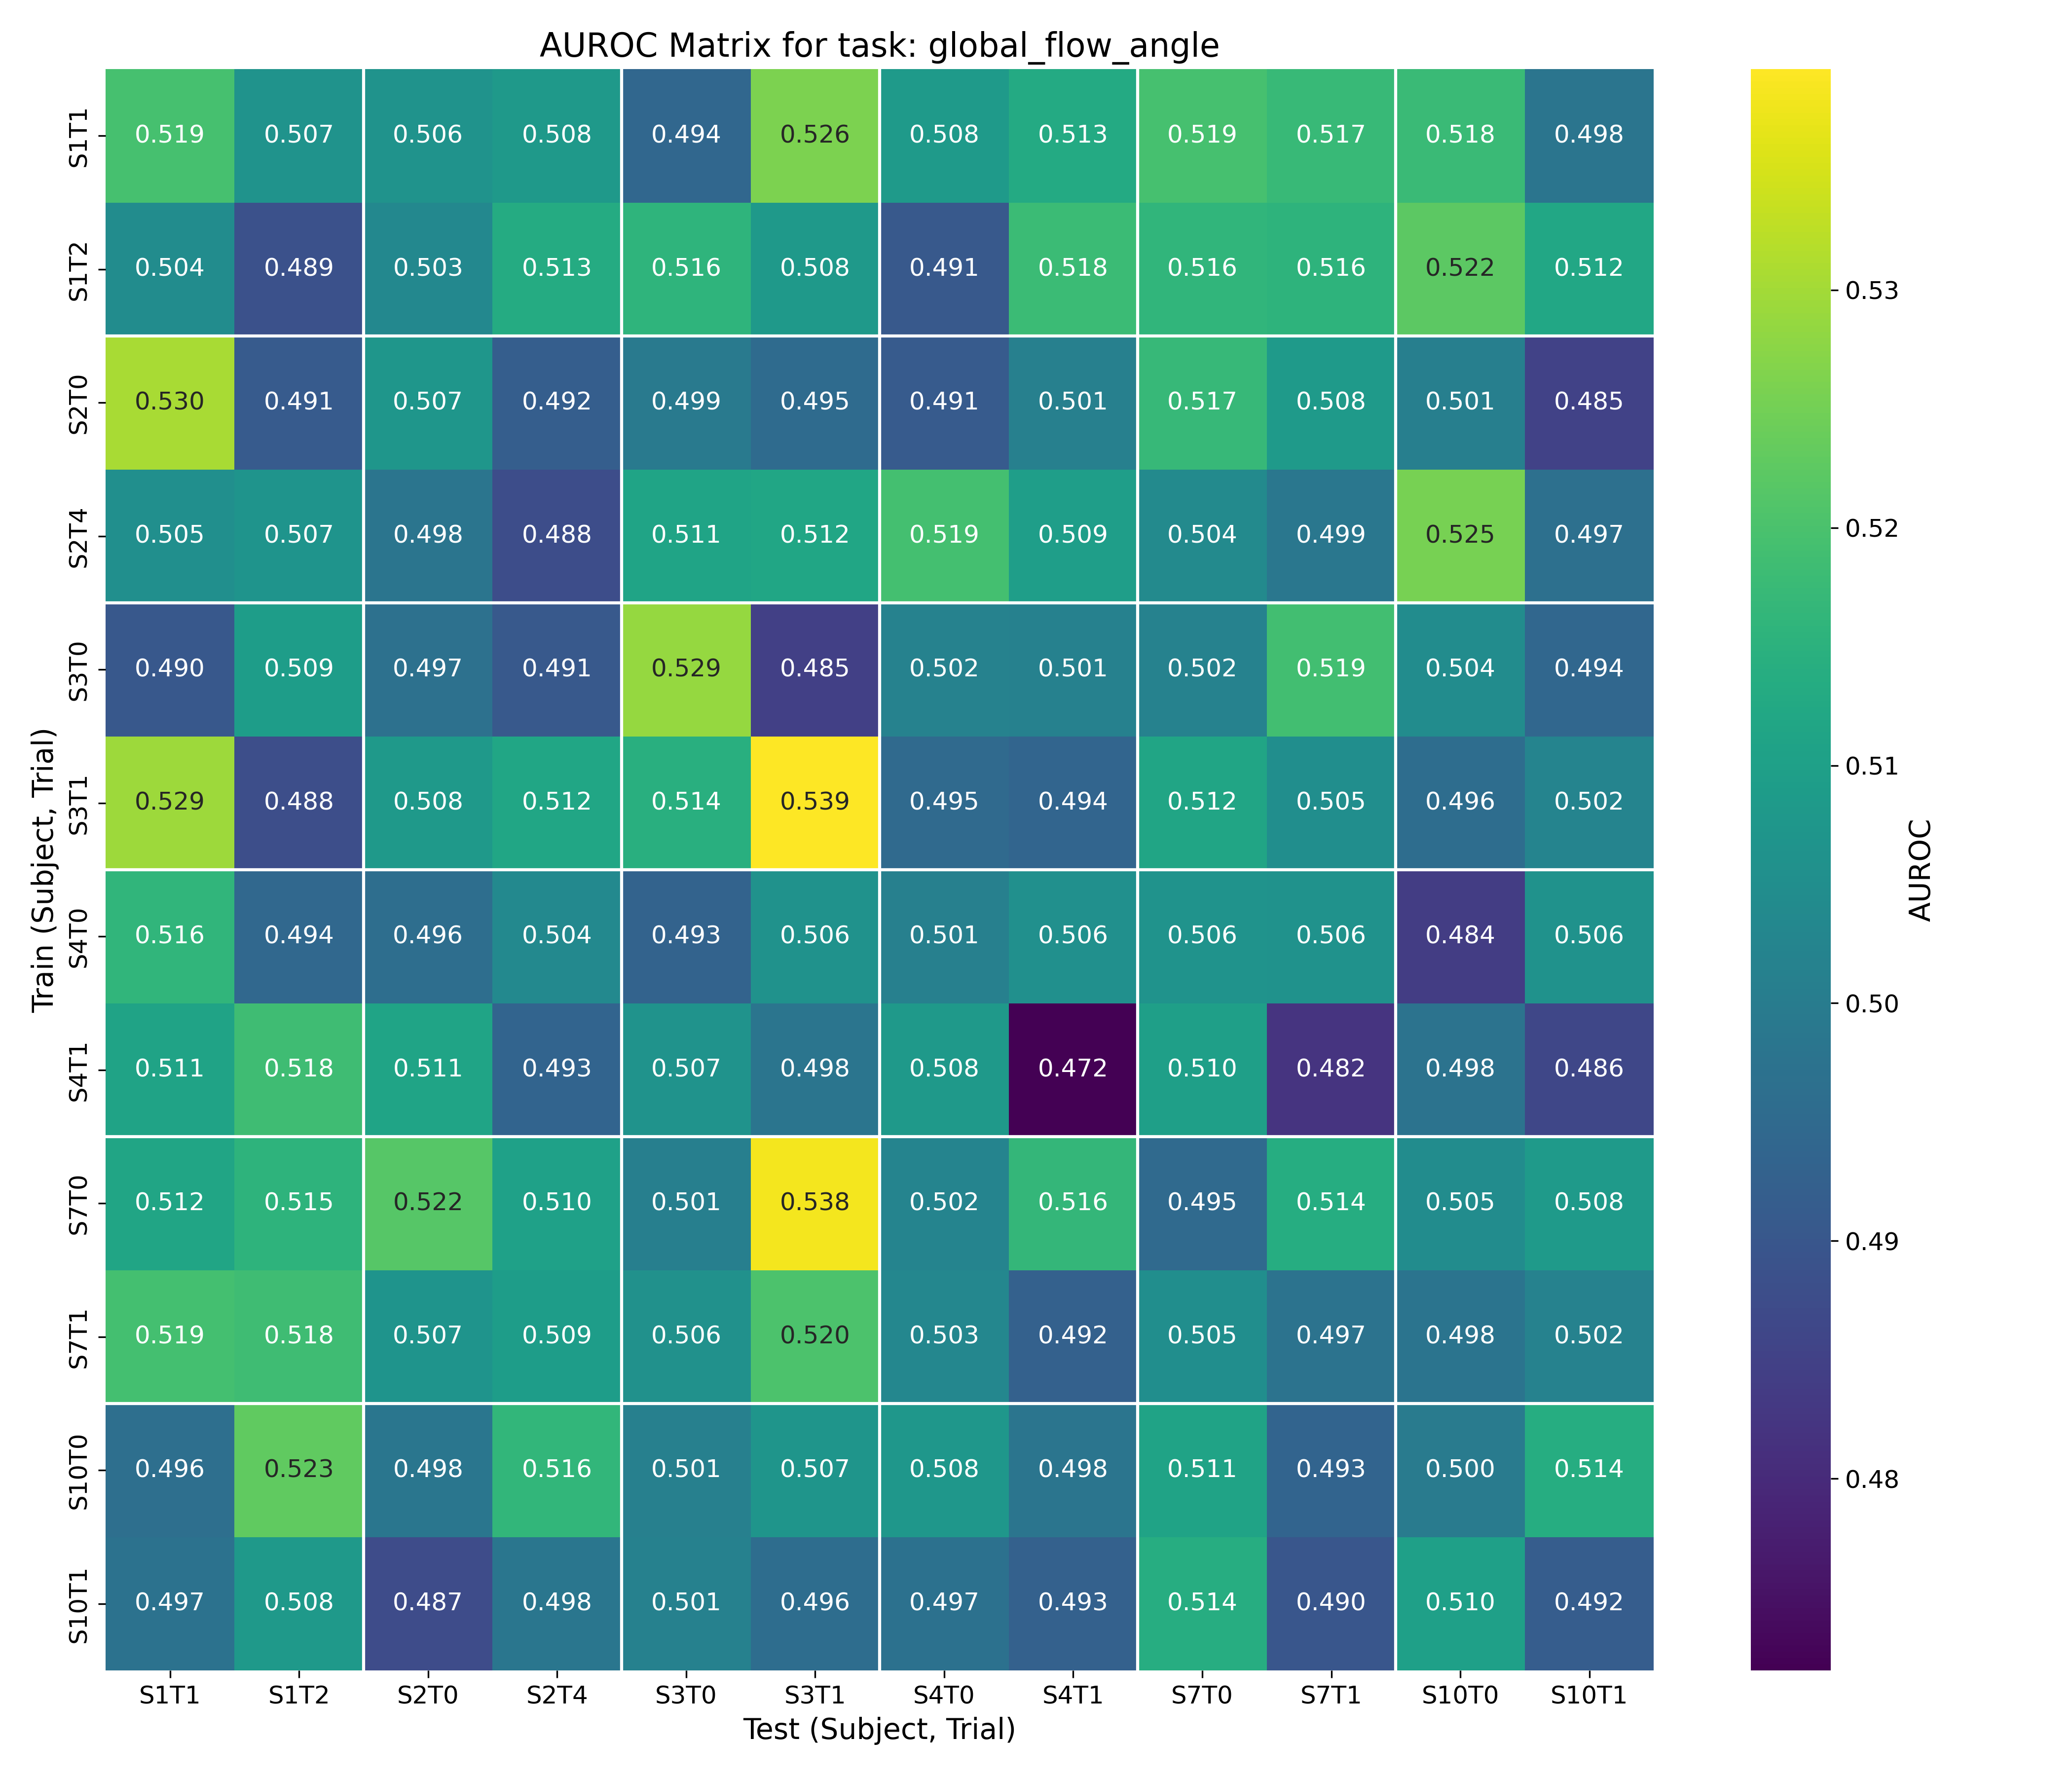 AUROC Matrix for task: global_flow_angle
S1T1 0.519 0.507 0.506 0.508 0.494 0.526 0.508 0.513 0.519 0.517 0.518 0.498
S1T2 0.504 0.489 0.503 0.513 0.516 0.508 0.491 0.518 0.516 0.516 0.522 0.512
S2T0 0.530 0.491 0.507 0.492 0.499 0.495 0.491 0.501 0.517 0.508 0.501 0.485
S2T4 0.505 0.507 0.498 0.488 0.511 0.512 0.519 0.509 0.504 0.499 0.525 0.497
S3T0 0.490 0.509 0.497 0.491 0.529 0.485 0.502 0.501 0.502 0.519 0.504 0.494
S3T1 0.529 0.488 0.508 0.512 0.514 0.539 0.495 0.494 0.512 0.505 0.496 0.502
S4T0 0.516 0.494 0.496 0.504 0.493 0.506 0.501 0.506 0.506 0.506 0.484 0.506
S4T1 0.511 0.518 0.511 0.493 0.507 0.498 0.508 0.472 0.510 0.482 0.498 0.486
S7T0 0.512 0.515 0.522 0.510 0.501 0.538 0.502 0.516 0.495 0.514 0.505 0.508
S7T1 0.519 0.518 0.507 0.509 0.506 0.520 0.503 0.492 0.505 0.497 0.498 0.502
S10T0 0.496 0.523 0.498 0.516 0.501 0.507 0.508 0.498 0.511 0.493 0.500 0.514
S10T1 0.497 0.508 0.487 0.498 0.501 0.496 0.497 0.493 0.514 0.490 0.510 0.492
S1T1 S1T2 S2T0 S2T4 S3T0 S3T1 S4T0 S4T1 S7T0 S7T1 S10T0 S10T1
Test (Subject, Trial)
Train (Subject, Trial)
0.53
0.52
0.51
0.50
0.49
0.48
AUROC